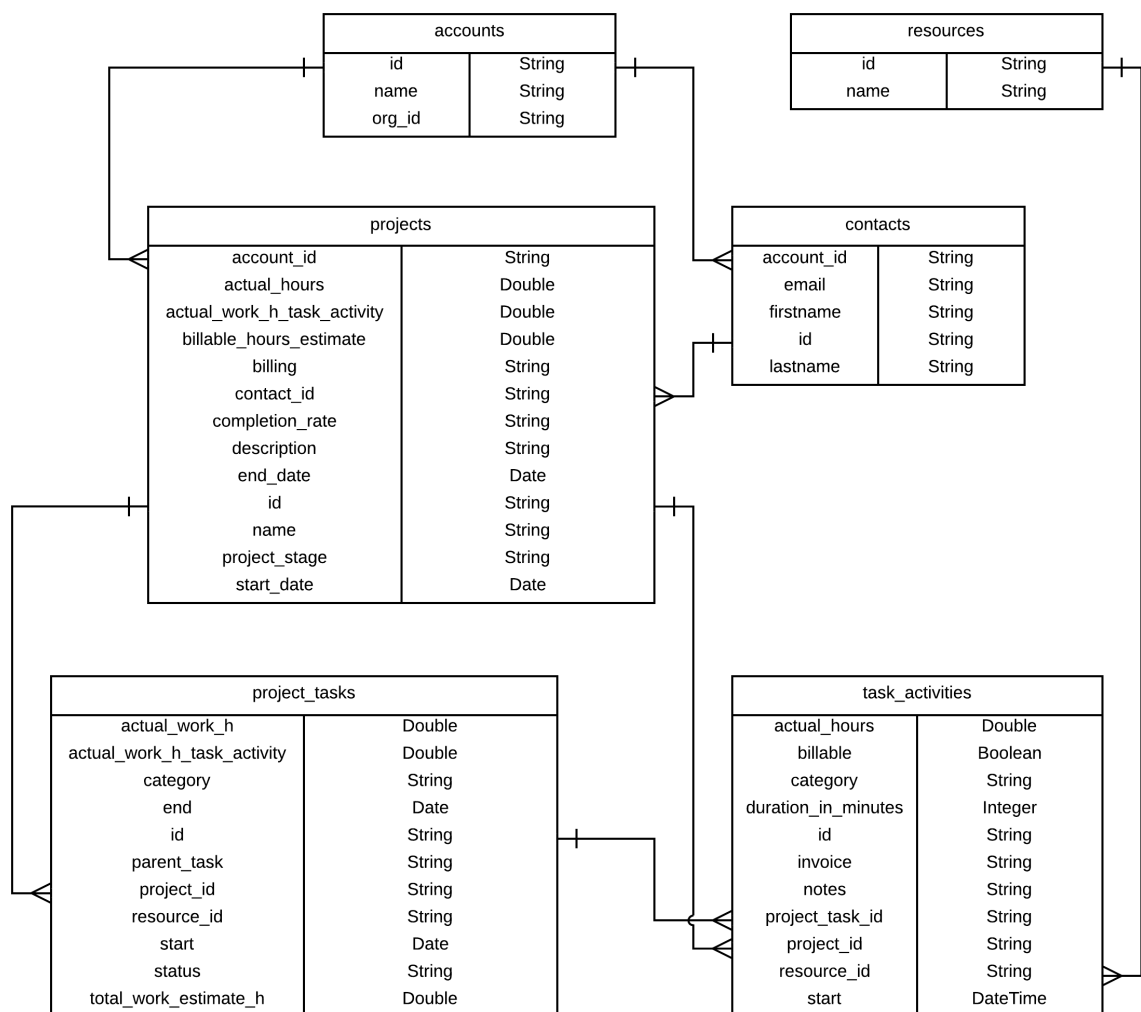 accounts
id String
name String
org_id String
resources
id String
name String
projects
account_id String
actual_hours Double
actual_work_h_task_activity Double
billable_hours_estimate Double
billing String
contact_id String
completion_rate String
description String
end_date Date
id String
name String
project_stage String
start_date Date
contacts
account_id String
email String
firstname String
id String
lastname String
project_tasks
actual_work_h Double
actual_work_h_task_activity Double
category String
end Date
id String
parent_task String
project_id String
resource_id String
start Date
status String
total_work_estimate_h Double
task_activities
actual_hours Double
billable Boolean
category String
duration_in_minutes Integer
id String
invoice String
notes String
project_task_id String
project_id String
resource_id String
start DateTime